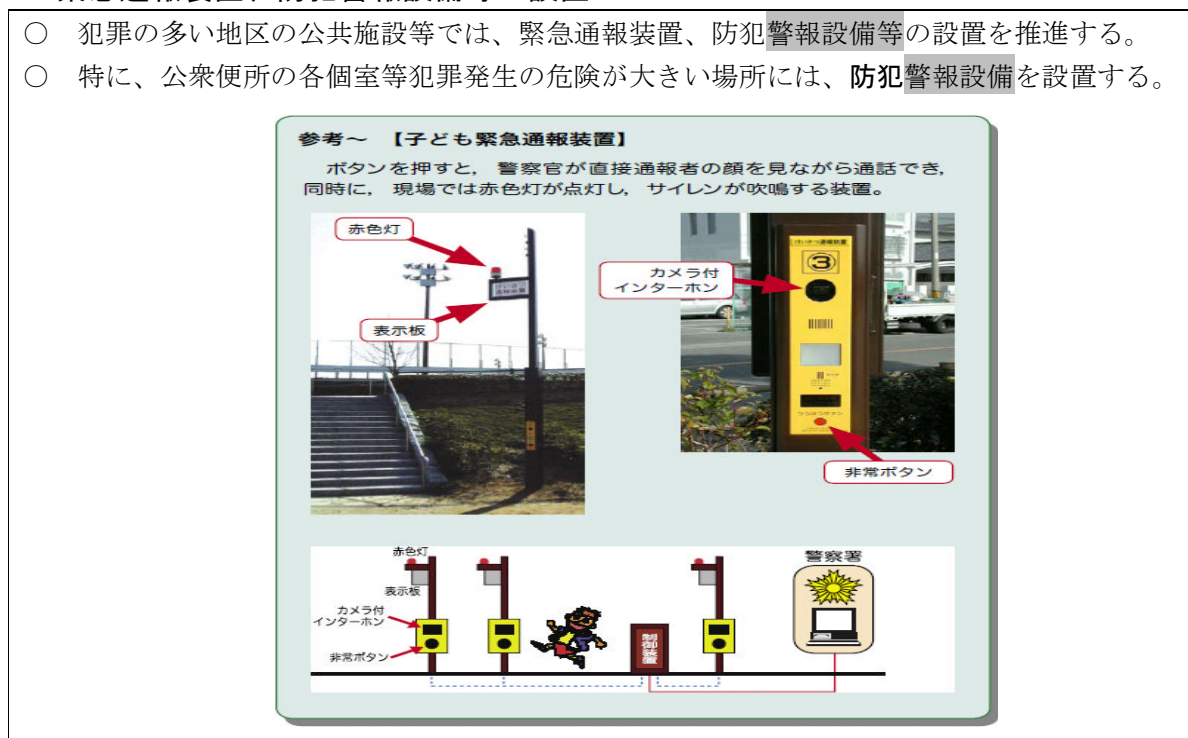 ○　犯罪の多い地区の公共施設等では、緊急通報装置、防犯警報設備等の設置を推進する。
○　特に、公衆便所の各個室等犯罪発生の危険が大きい場所には、防犯警報設備を設置する。
参考～　【子ども緊急通報装置】
ボタンを押すと，警察官が直接通報者の顔を見ながら通話でき，
同時に，現場では赤色灯が点灯し，サイレンが吹鳴する装置。
赤色灯
表示板
けいさつ通報装置
③
カメラ付
インターホン
非常ボタン
赤色灯
表示板
カメラ付
インターホン
非常ボタン
制御装置
警察署